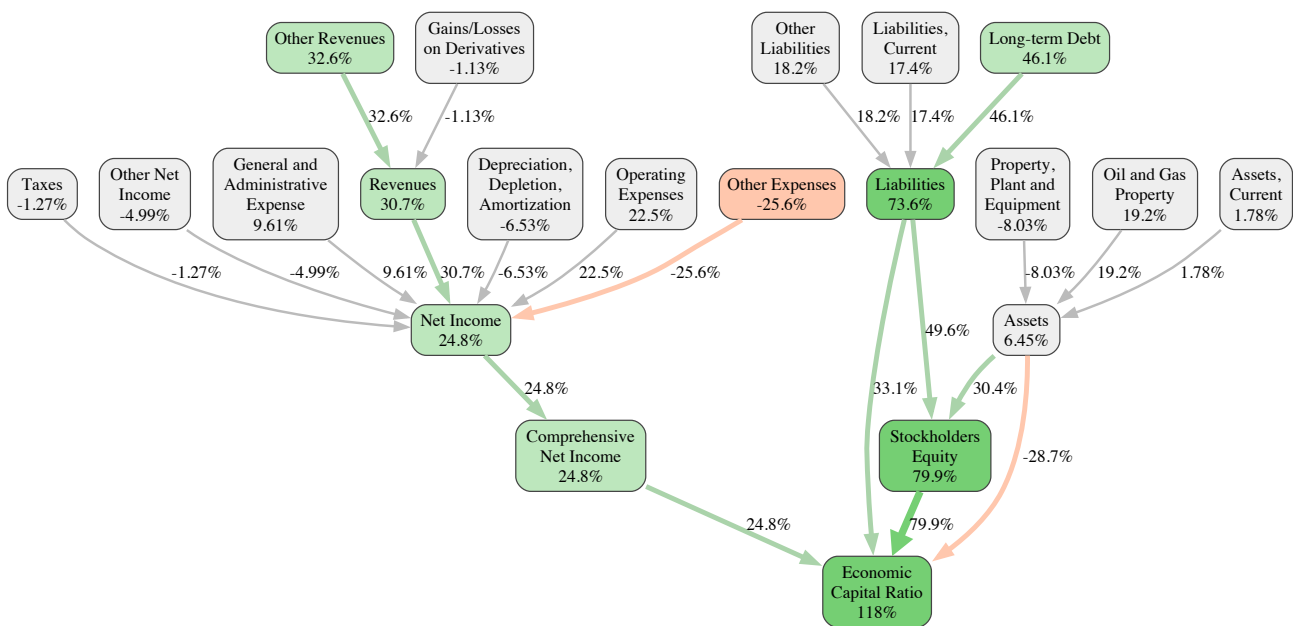 Other Revenues
32.6%
Gains/Losses
on Derivatives
-1.13%
Other
Liabilities
18.2%
Liabilities,
Current
17.4%
Long-term Debt
46.1%
32.6%
-1.13%
18.2%
17.4%
46.1%
Taxes
-1.27%
Other Net
Income
-4.99%
General and
Administrative
Expense
9.61%
Revenues
30.7%
Depreciation,
Depletion,
Amortization
-6.53%
Operating
Expenses
22.5%
Other Expenses
-25.6%
Liabilities
73.6%
Property,
Plant and
Equipment
-8.03%
Oil and Gas
Property
19.2%
Assets,
Current
1.78%
-1.27%
-4.99%
9.61%
30.7%
-6.53%
22.5%
-25.6%
-8.03%
19.2%
1.78%
Net Income
24.8%
49.6%
Assets
6.45%
24.8%
33.1%
30.4%
Comprehensive
Net Income
24.8%
Stockholders
Equity
79.9%
-28.7%
24.8%
79.9%
Economic
Capital Ratio
118%